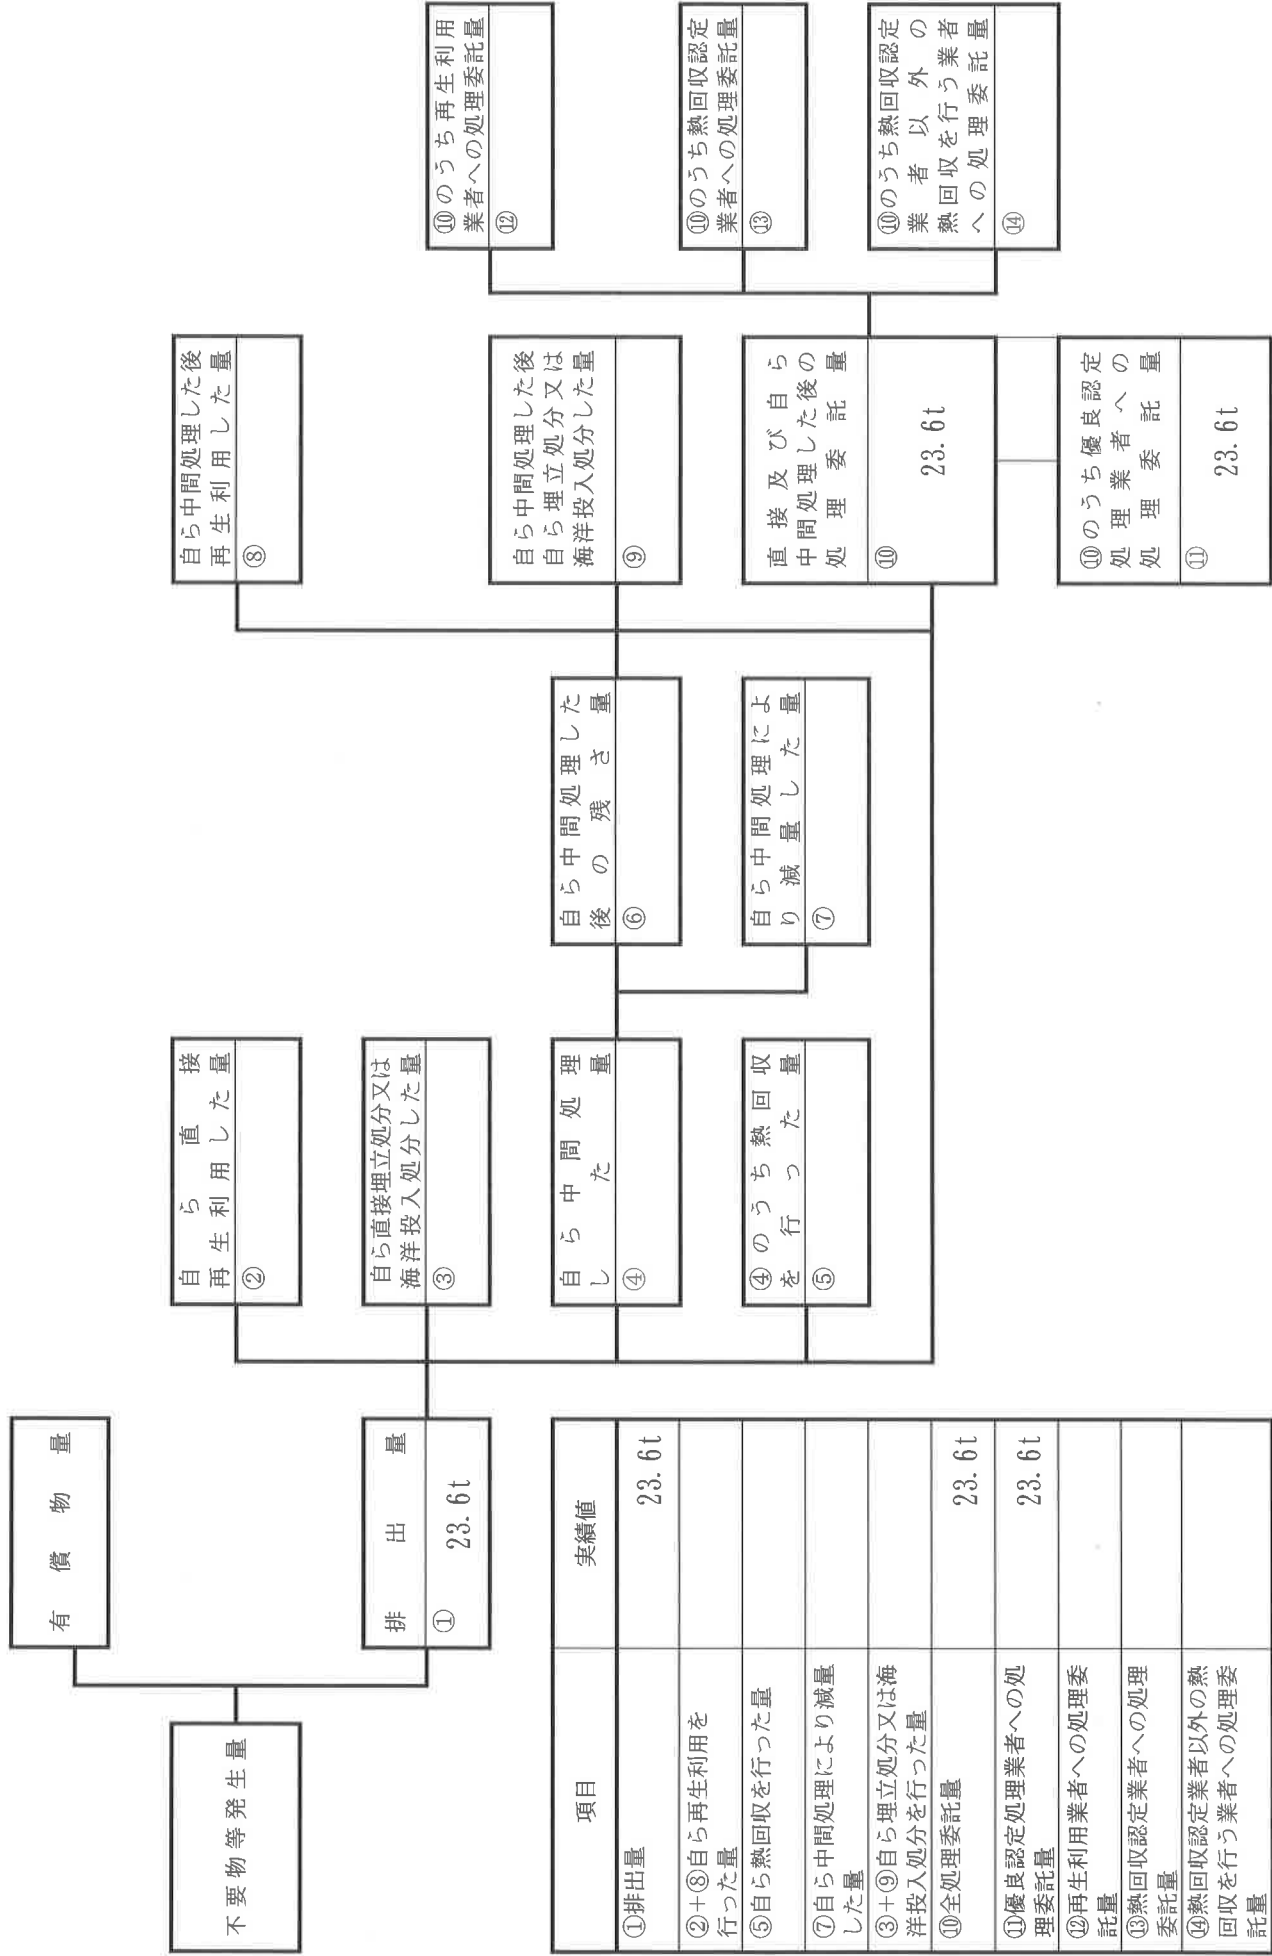 有償物量
不要物等発生量
排出量
① 23.6t
自ら直接
再生利用した量
②
自ら直接埋立処分又は
海洋投入処分した量
③
自ら中間処理
した量
④
④のうち熱回収
を行った量
⑤
自ら中間処理した
後の残さ量
⑥
自ら中間処理によ
り減量した量
⑦
自ら中間処理した後
再生利用した量
⑧
自ら中間処理した後
自ら埋立処分又は
海洋投入処分した量
⑨
直接及び自ら
中間処理した後の
処理委託量
⑩
23.6t
⑩のうち優良認定
処理業者への
処理委託量
⑪
23.6t
⑩のうち再生利用
業者への処理委託量
⑫
⑩のうち熱回収認定
業者への処理委託量
⑬
⑩のうち熱回収認定
業者以外の
熱回収を行う業者
への処理委託量
⑭
項目 実績値
①排出量 23.6t
②+⑧自ら再生利用を
行った量
⑤自ら熱回収を行った量
⑦自ら中間処理により減量
した量
③+⑨自ら埋立処分又は海
洋投入処分を行った量
⑩全処理委託量 23.6t
⑪優良認定処理業者への処
理委託量 23.6t
⑫再生利用業者への処理委
託量
⑬熱回収認定業者への処理
委託量
⑭熱回収認定業者以外の熱
回収を行う業者への処理委
託量